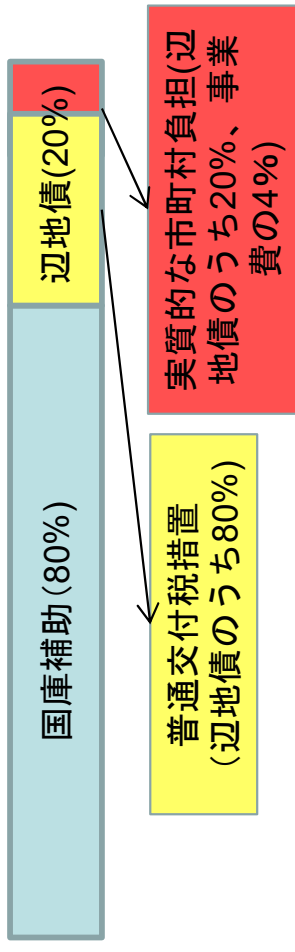 国庫補助(80%)
辺地債(20%)
普通交付税措置
(辺地債のうち80%)
実質的な市町村負担(辺
地債のうち20%、事業
費の4%)